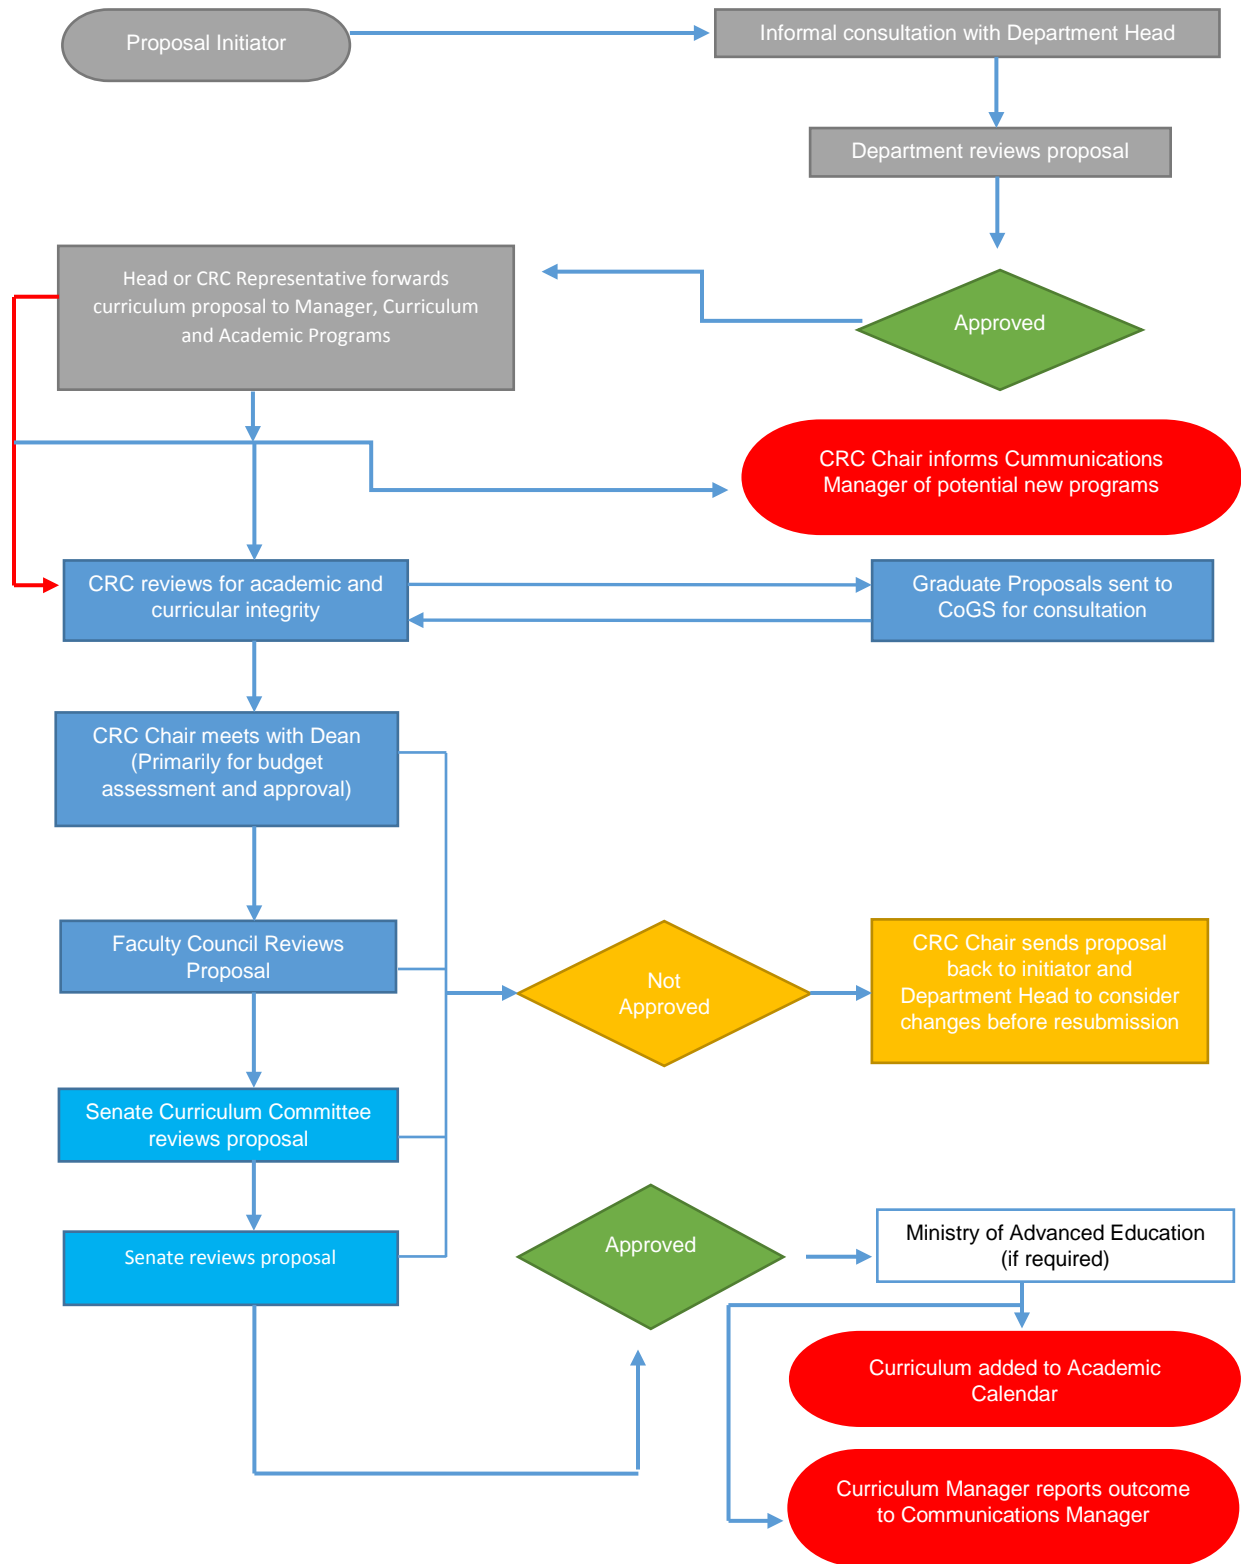 Proposal Initiator
Informal consultation with Department Head
Department reviews proposal
Head or CRC Representative forwards
curriculum proposal to Manager, Curriculum
and Academic Programs
Approved
CRC Chair informs Cummunications
Manager of potential new programs
CRC reviews for academic and
curricular integrity
Graduate Proposals sent to
CoGS for consultation
CRC Chair meets with Dean
(Primarily for budget
assessment and approval)
Faculty Council Reviews
Proposal
Not
Approved
CRC Chair sends proposal
back to initiator and
Department Head to consider
changes before resubmission
Senate Curriculum Committee
reviews proposal
Senate reviews proposal
Approved
Ministry of Advanced Education
(if required)
Curriculum added to Academic
Calendar
Curriculum Manager reports outcome
to Communications Manager